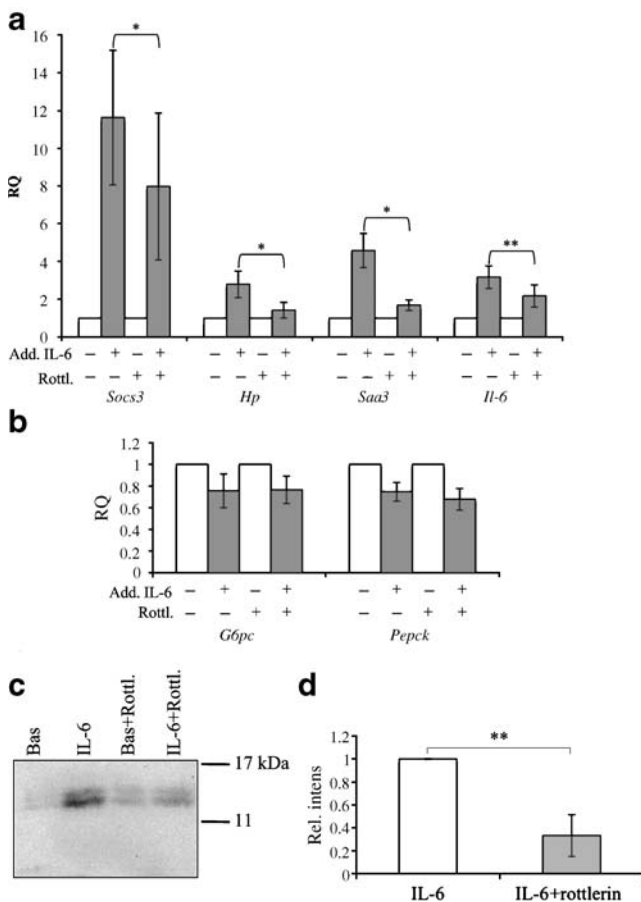 a
16
14
12
10
8
6
4
2
0
RQ
*
*
*
**
Add. IL-6 – + – + – + – + – + – + – + – +
Rottl. – – + + – – + + – – + + – – + +
Socs3 Hp Saa3 Il-6
b
1.2
1
0.8
0.6
0.4
0.2
0
RQ
Add. IL-6 – + – + – + – +
Rottl. – – + + – – + +
G6pc Pepck
c
Bas IL-6 Bas+Rottl. IL-6+Rottl.
17 kDa
11
d
1.2
1
0.8
0.6
0.4
0.2
0
Rel. intens
**
IL-6 IL-6+rottlerin